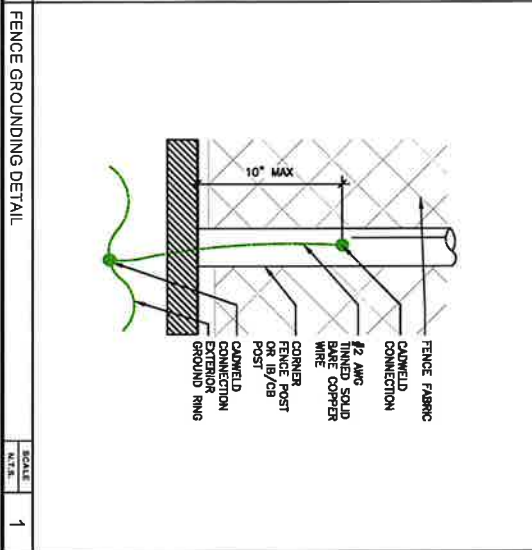 10" MAX
FENCE FABRIC
CADWELD
CONNECTION
#2 AWG
TINNED SOLID
BARE COPPER
WIRE
CORNER
FENCE POST
OR IB/CB
POST
CADWELD
CONNECTION
EXTERIOR
GROUND RING
FENCE GROUNDING DETAIL
SCALE
N.T.S.
1